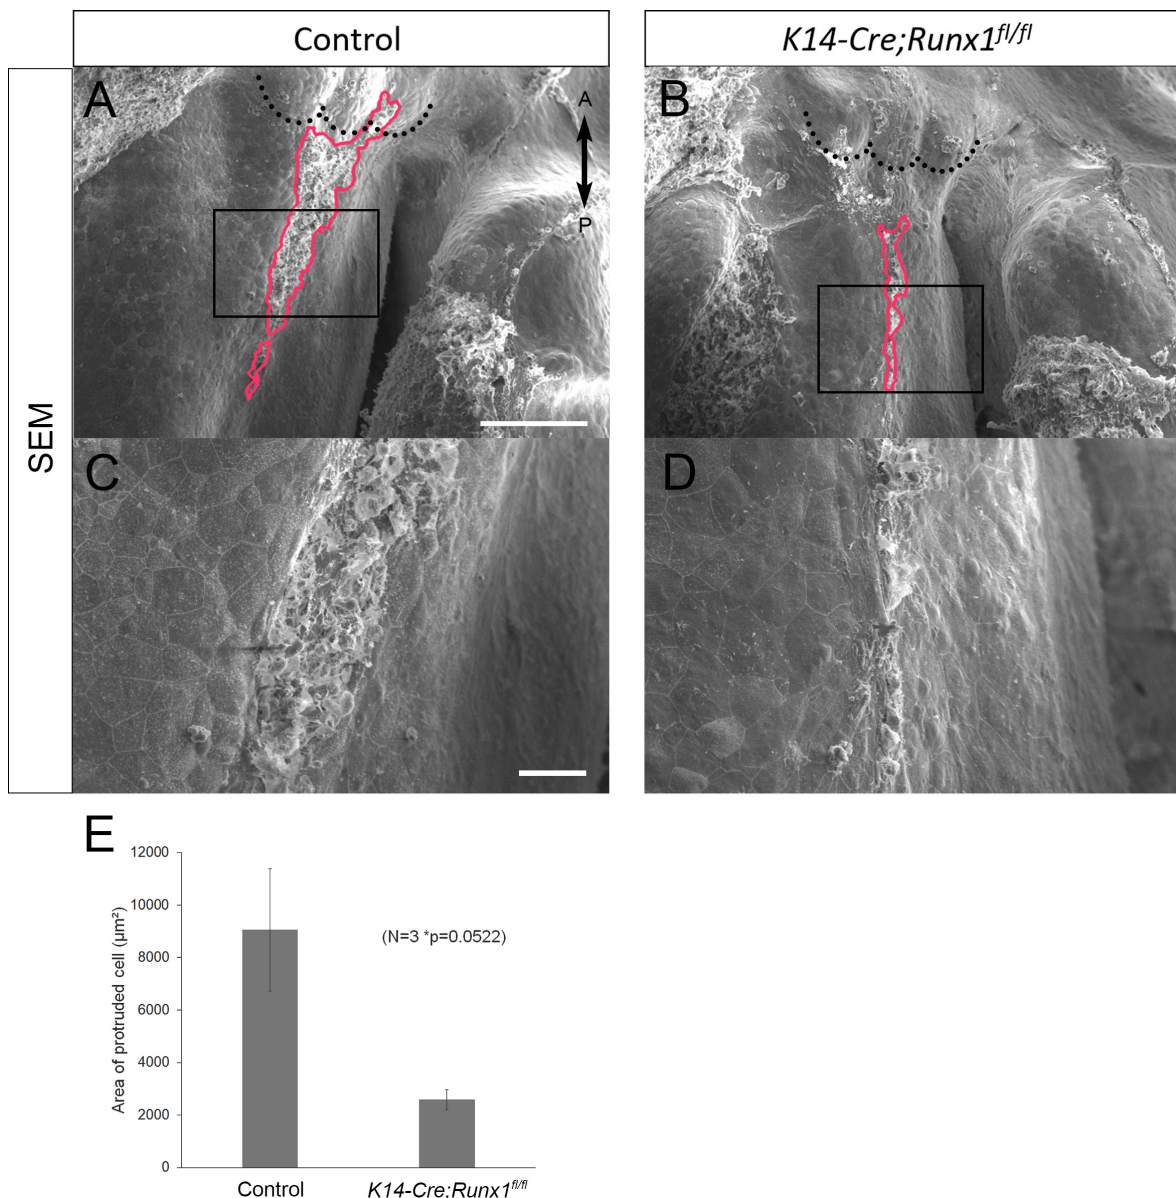 Control
K14-Cre;Runx1fl/fl
SEM
A
A
P
B
C
D
E
12000
10000
8000
6000
4000
2000
0
Area of protruded cell (µm²)
(N=3 *p=0.0522)
Control
K14-Cre:Runx1fl/fl